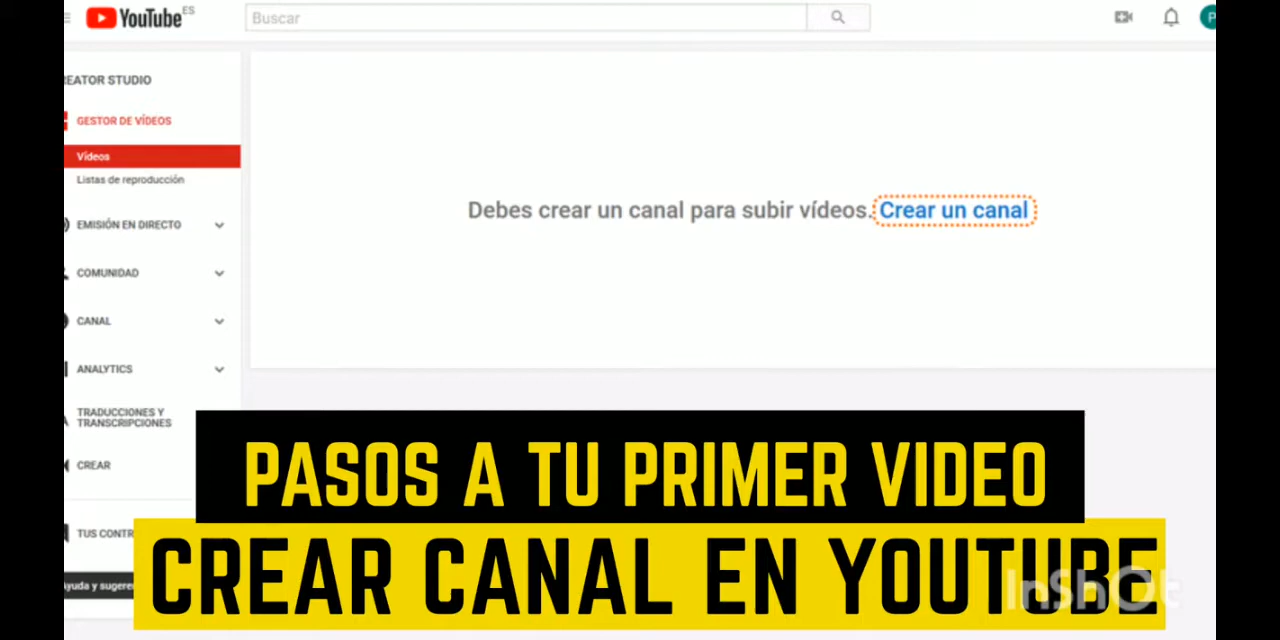 YouTube ES
Buscar
P
REATOR STUDIO
GESTOR DE VÍDEOS
Vídeos
Listas de reproducción
EMISIÓN EN DIRECTO
COMUNIDAD
CANAL
ANALYTICS
TRADUCCIONES Y
TRANSCRIPCIONES
CREAR
TUS CONTR
Ayuda y sugeren
Debes crear un canal para subir vídeos. Crear un canal
PASOS A TU PRIMER VIDEO
CREAR CANAL EN YOUTUBE
InShOt